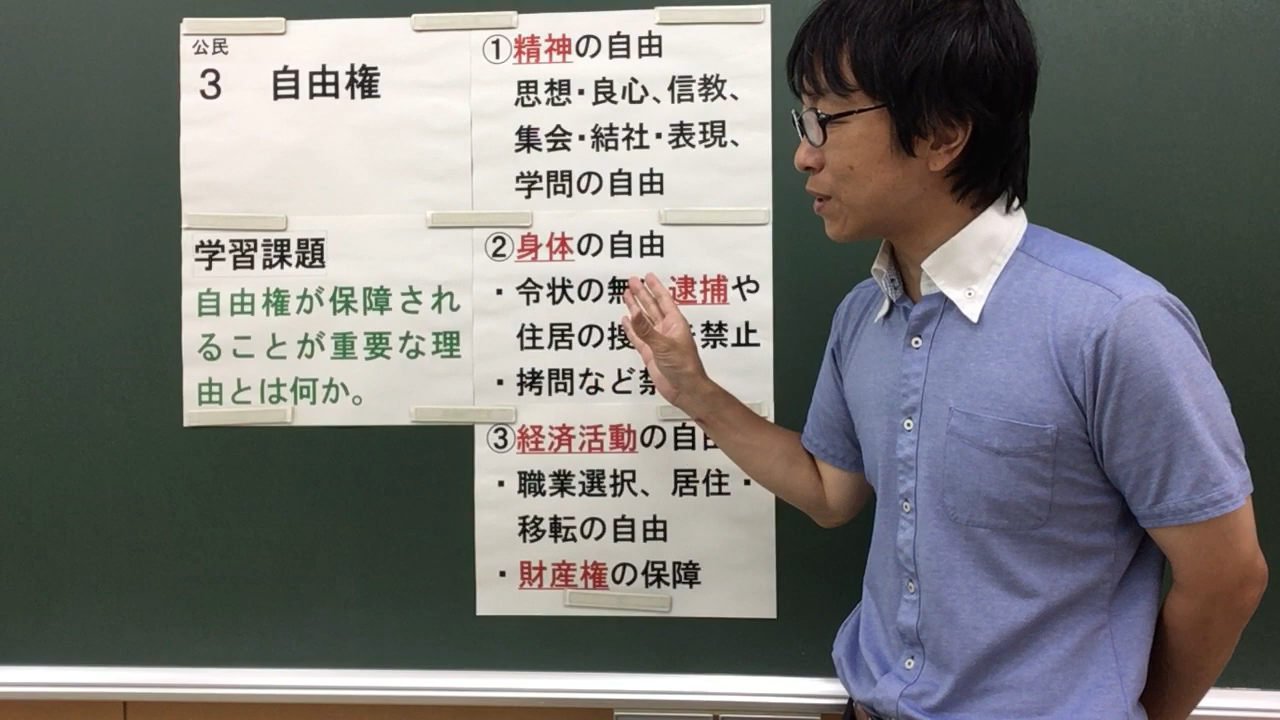 公民
3 自由権
学習課題
自由権が保障され
ることが重要な理
由とは何か。
①精神の自由
思想・良心、信教、
集会・結社・表現、
学問の自由
②身体の自由
・令状の無 逮捕や
住居の捜 禁止
・拷問など禁
③経済活動の自由
・職業選択、居住・
移転の自由
・財産権の保障